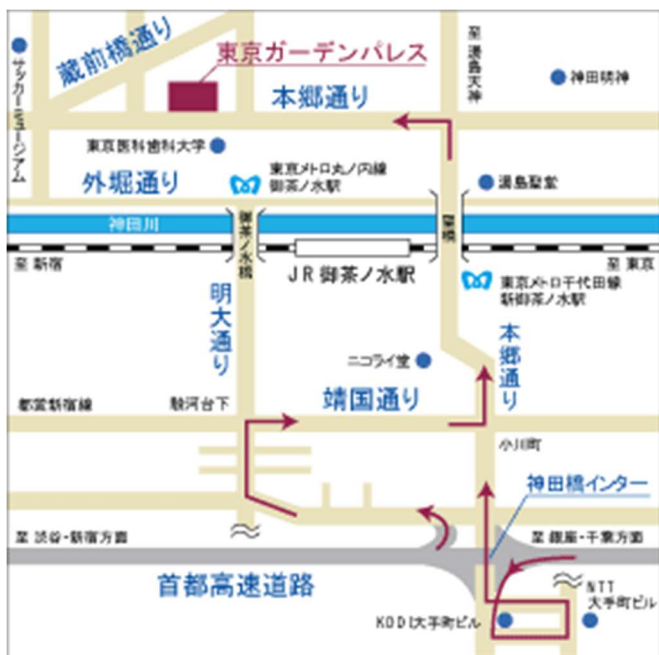 蔵前橋通り
東京ガーデンパレス
至 湯島天神
神田明神
サッカーミュージアム
本郷通り
東京医科歯科大学
東京メトロ丸ノ内線
御茶ノ水駅
湯島聖堂
外堀通り
神田川
御茶ノ水橋
聖橋
至 新宿
JR 御茶ノ水駅
至 東京
東京メトロ千代田線
新御茶ノ水駅
明大通り
ニコライ堂
本郷通り
都営新宿線
駿河台下
靖国通り
小川町
神田橋インター
至 渋谷・新宿方面
至 銀座・千葉方面
首都高速道路
NTT
大手町ビル
KDDI大手町ビル